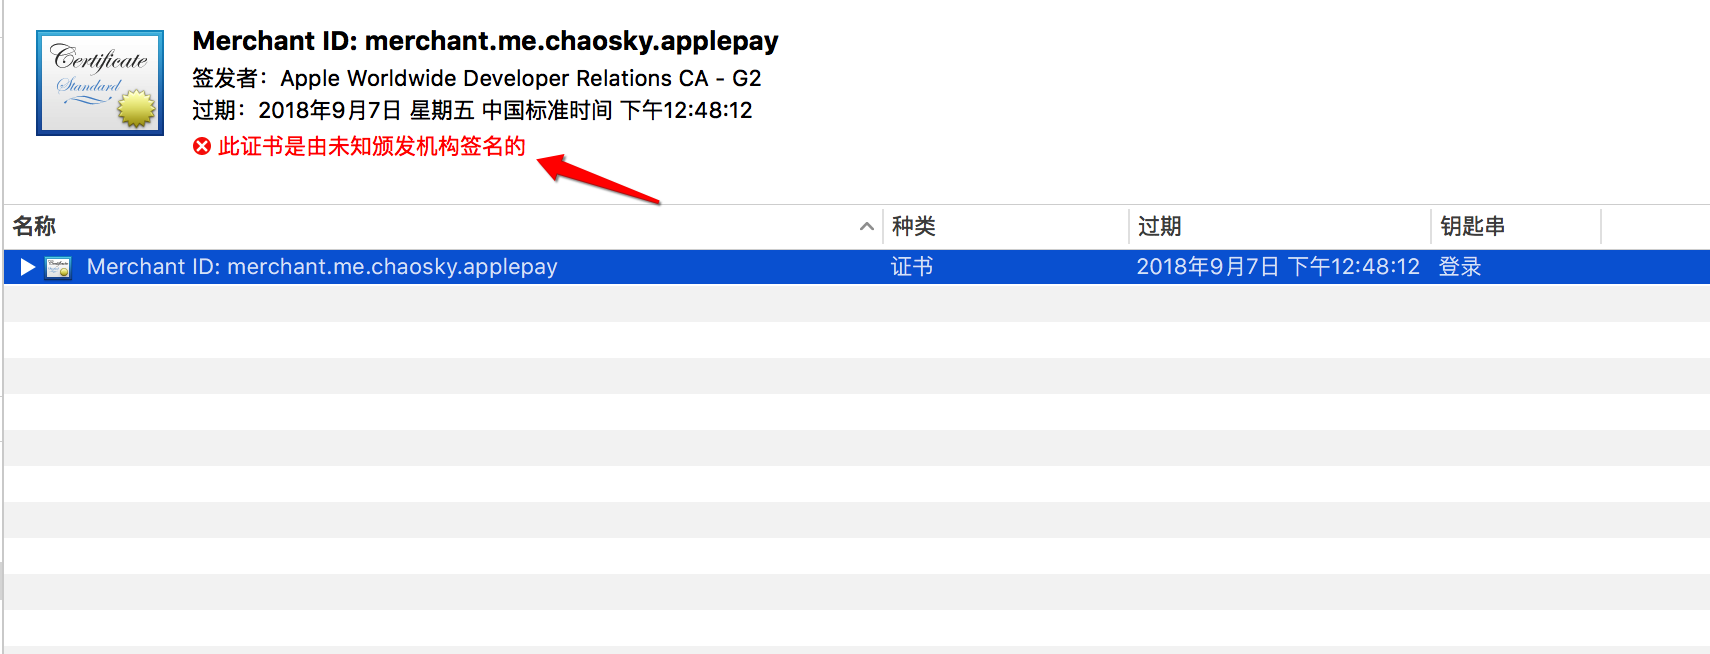 Certificate
Standard
Merchant ID: merchant.me.chaosky.applepay
签发者：Apple Worldwide Developer Relations CA - G2
过期：2018年9月7日 星期五 中国标准时间 下午12:48:12
此证书是由未知颁发机构签名的
名称 种类 过期 钥匙串
Merchant ID: merchant.me.chaosky.applepay 证书 2018年9月7日 下午12:48:12 登录